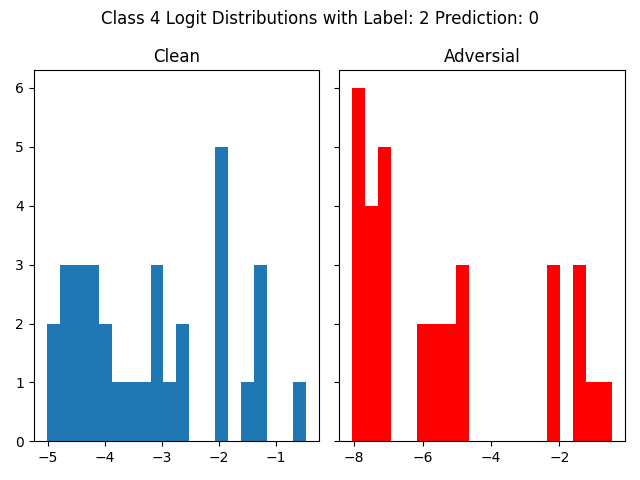 Class 4 Logit Distributions with Label: 2 Prediction: 0
Clean
Adversial
6
5
4
3
2
1
0
−5 −4 −3 −2 −1
−8 −6 −4 −2